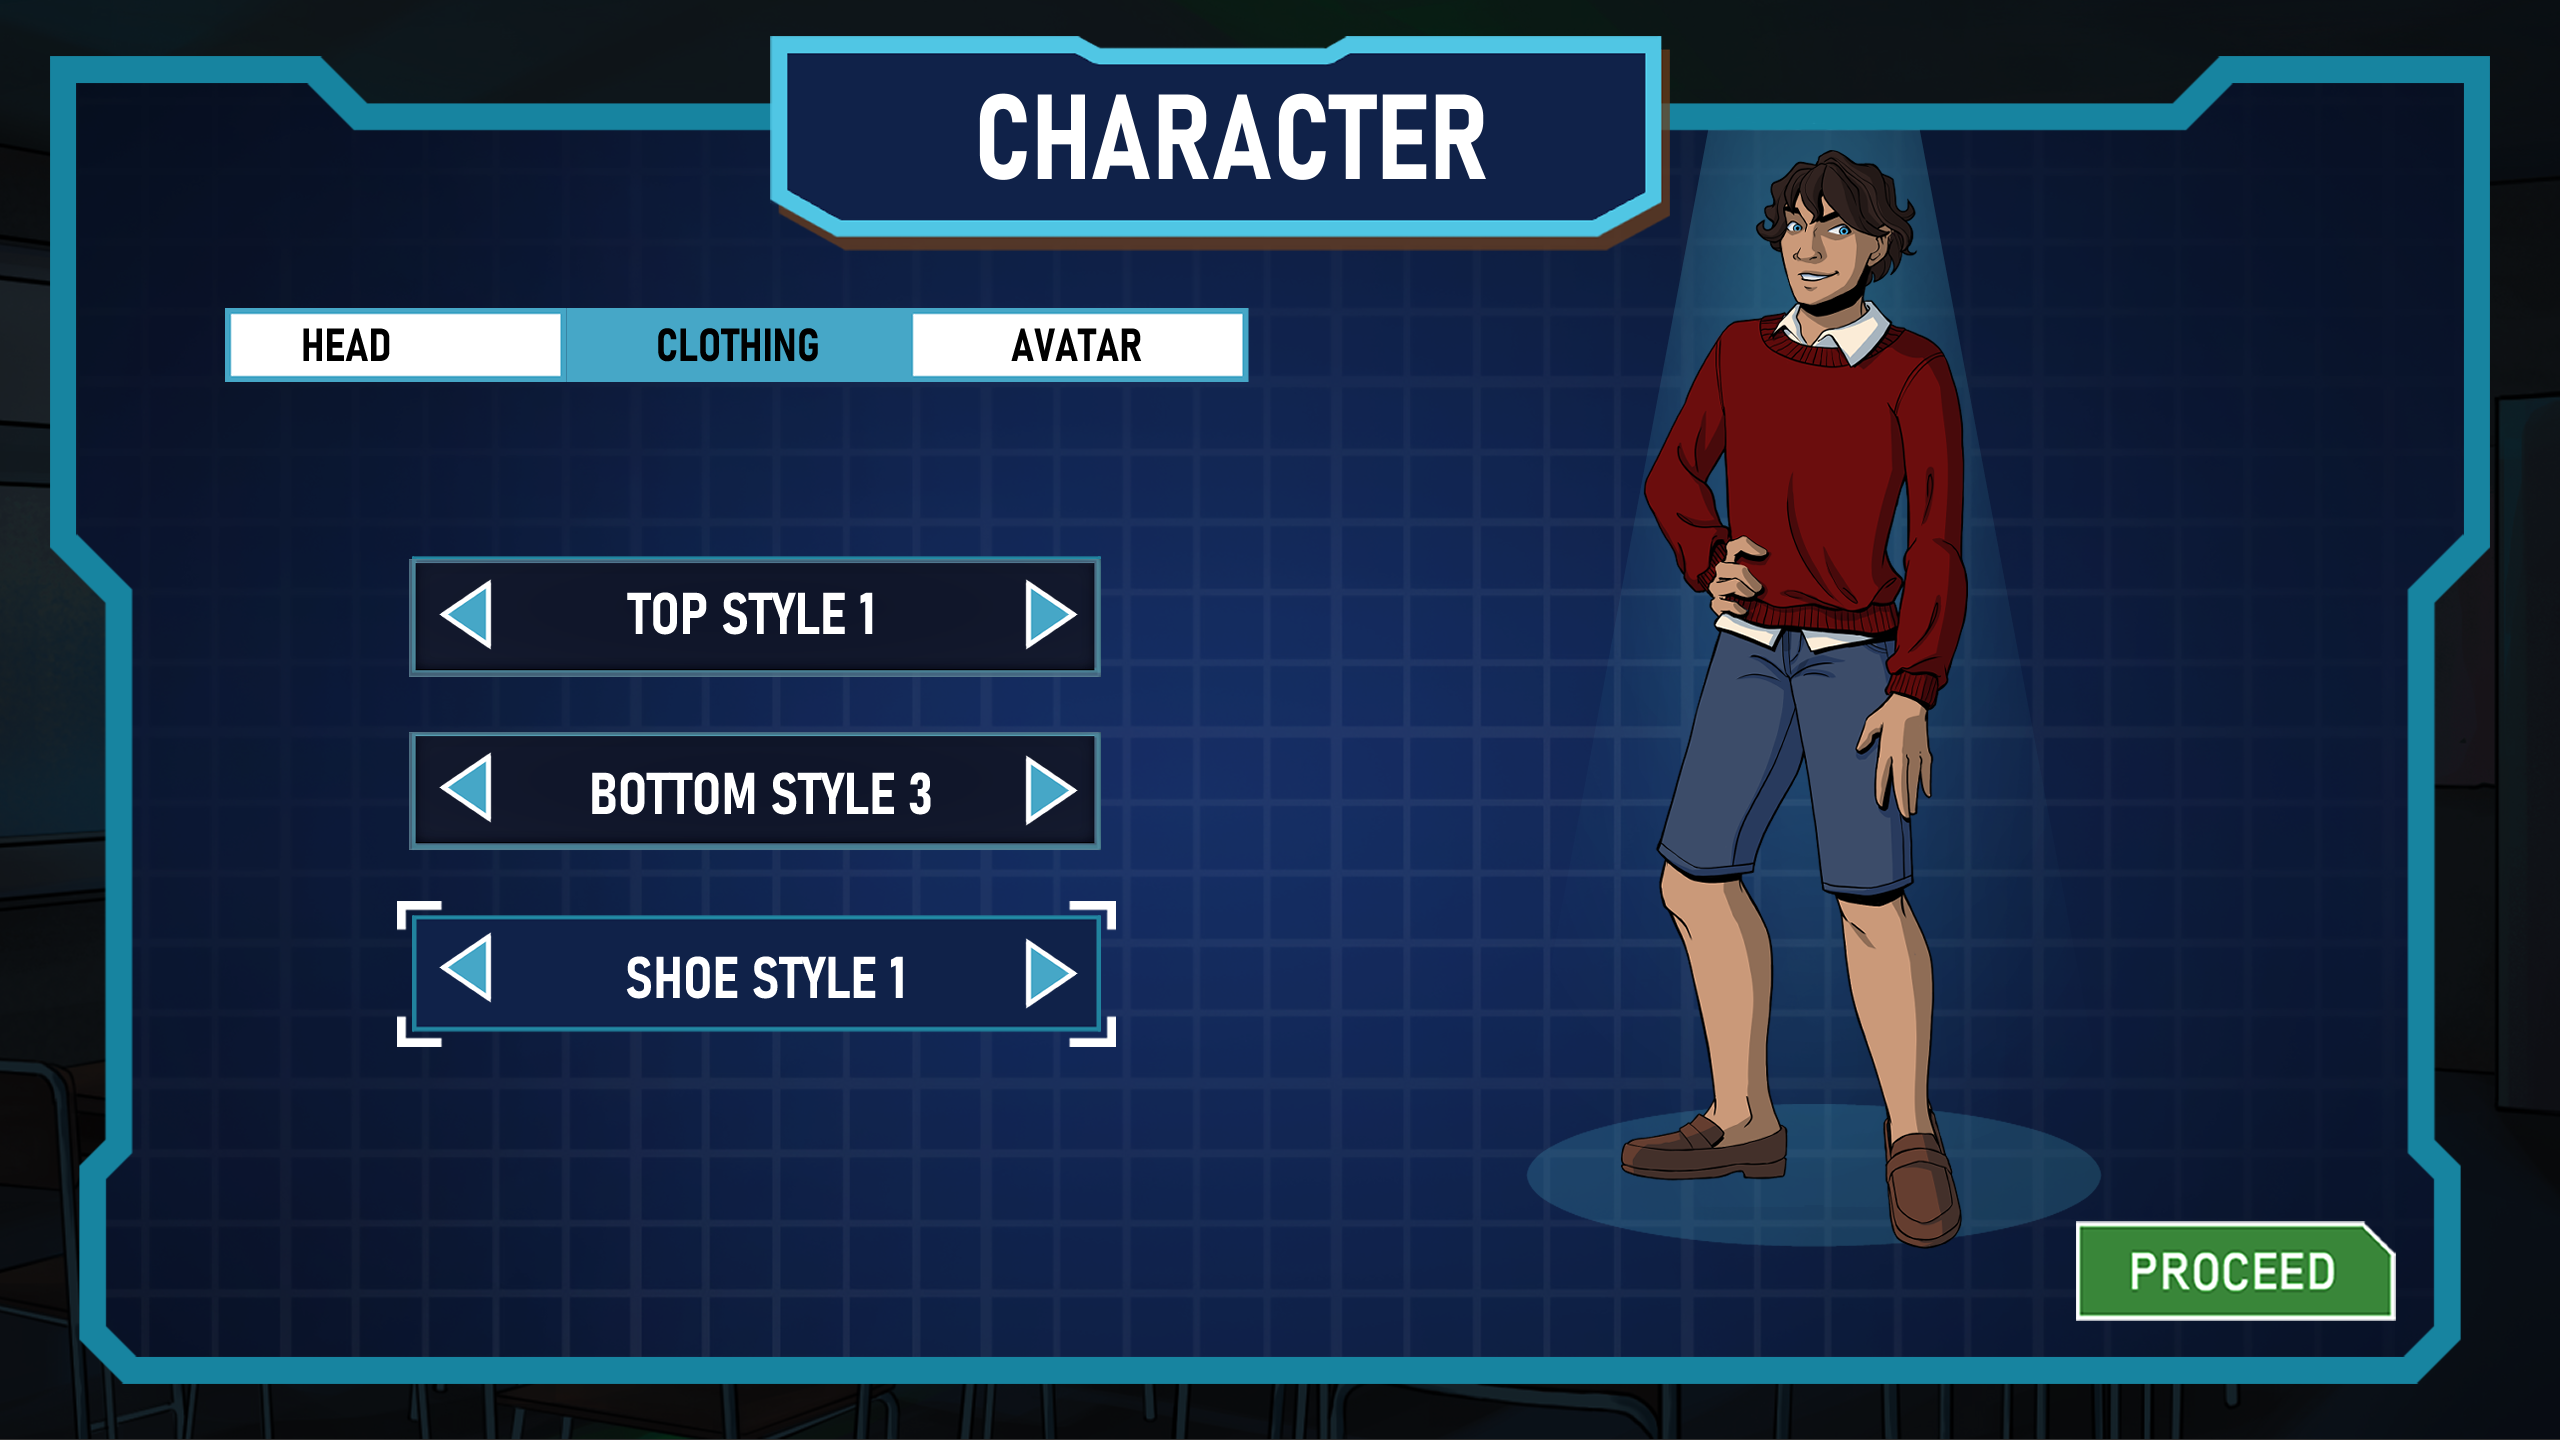 CHARACTER
HEAD CLOTHING AVATAR
TOP STYLE 1
BOTTOM STYLE 3
SHOE STYLE 1
PROCEED